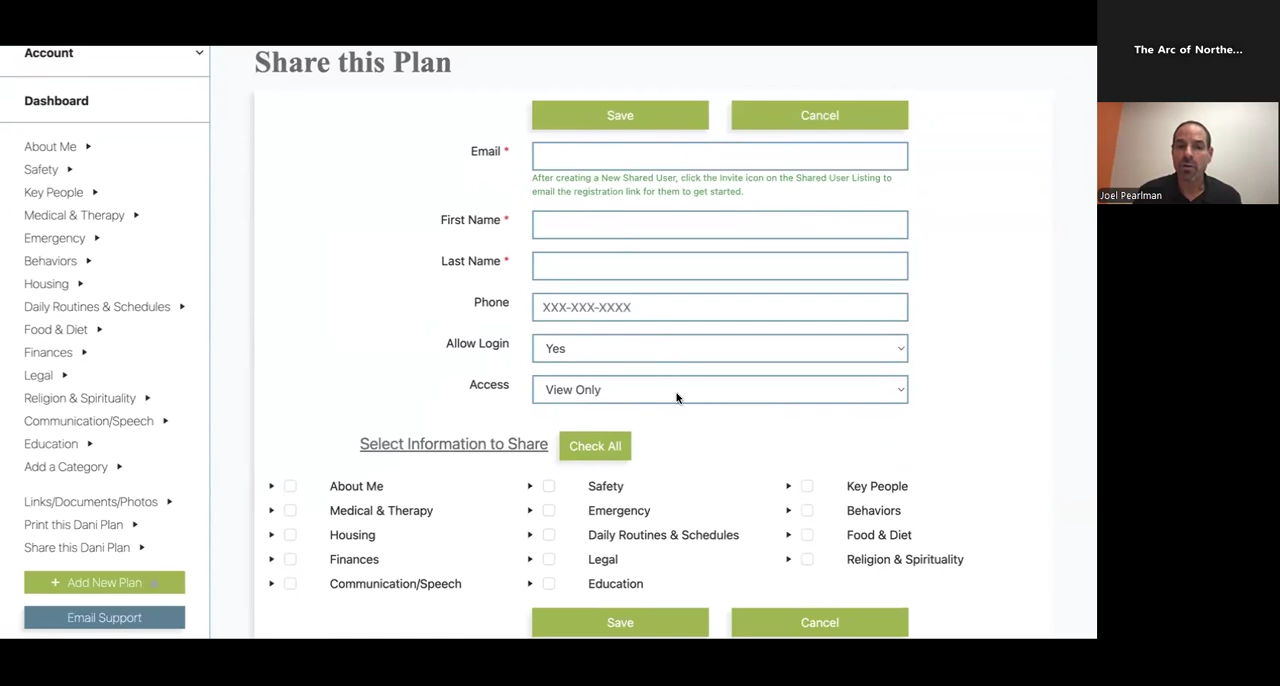 Account
Share this Plan
The Arc of Northe...
Dashboard
Save
Cancel
About Me
Email *
Safety
After creating a New Shared User, click the Invite icon on the Shared User Listing to
email the registration link for them to get started.
Key People
Joel Pearlman
Medical & Therapy
First Name *
Emergency
Behaviors
Last Name *
Housing
Daily Routines & Schedules
Phone
XXX-XXX-XXXX
Food & Diet
Finances
Allow Login
Yes
Legal
Access
View Only
Religion & Spirituality
Communication/Speech
Education
Select Information to Share
Check All
Add a Category
About Me
Safety
Key People
Links/Documents/Photos
Medical & Therapy
Emergency
Behaviors
Print this Dani Plan
Housing
Daily Routines & Schedules
Food & Diet
Share this Dani Plan
Finances
Legal
Religion & Spirituality
+ Add New Plan
Communication/Speech
Education
Email Support
Save
Cancel